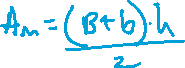 Am = (B+b)·h
2